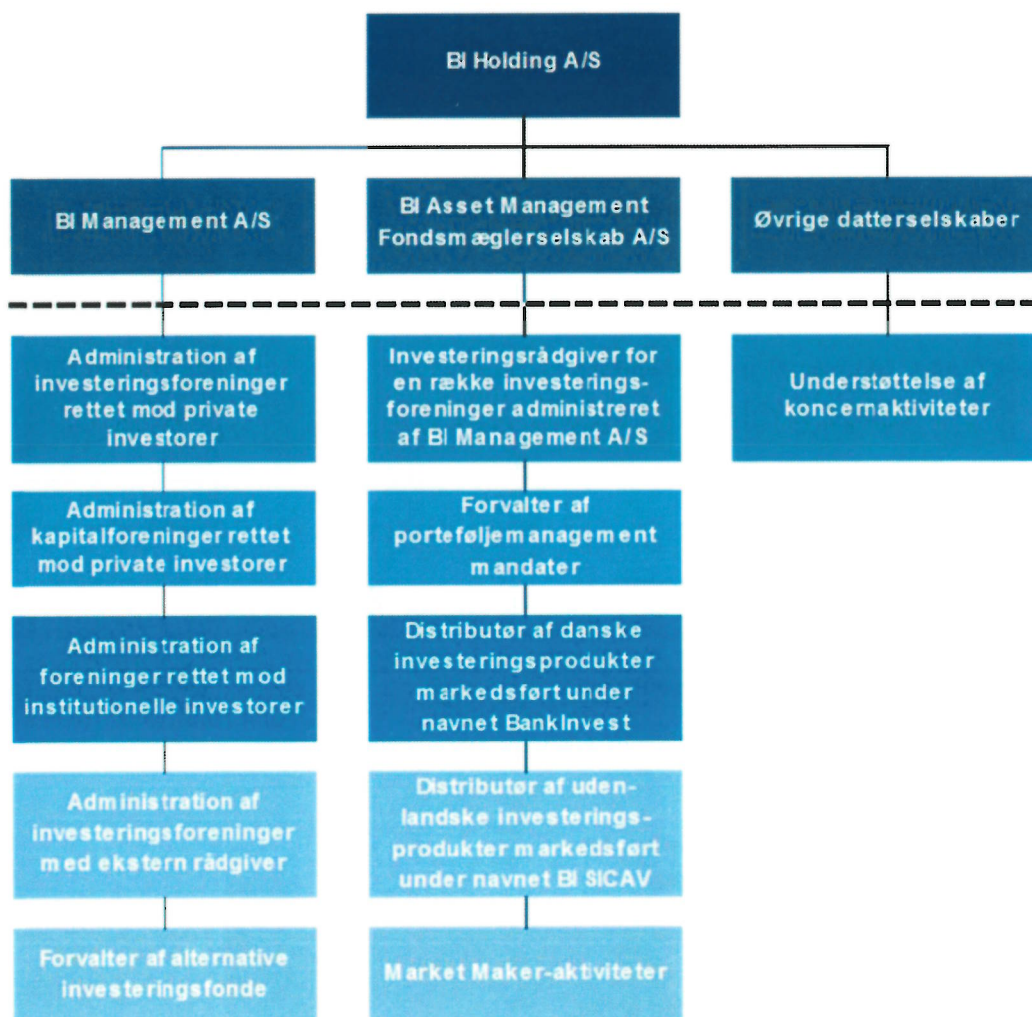 BI Holding A/S
BI Management A/S
BI Asset Management
Fondsmæglerselskab A/S
Øvrige datterselskaber
Administration af
investeringsforeninger
rettet mod private
investorer
Administration af
kapitalforeninger rettet
mod private investorer
Administration af
foreninger rettet mod
institutionelle investorer
Administration af
investeringsforeninger
med ekstern rådgiver
Forvalter af alternative
investeringsfonde
Investeringsrådgiver for
en række investerings-
foreninger administreret
af BI Management A/S
Forvalter af
porteføljemanagement
mandater
Distributør af danske
investeringsprodukter
markedsført under
navnet BankInvest
Distributør af uden-
landske investerings-
produkter markedsført
under navnet BI SICAV
Market Maker-aktiviteter
Understøttelse af
koncernaktiviteter